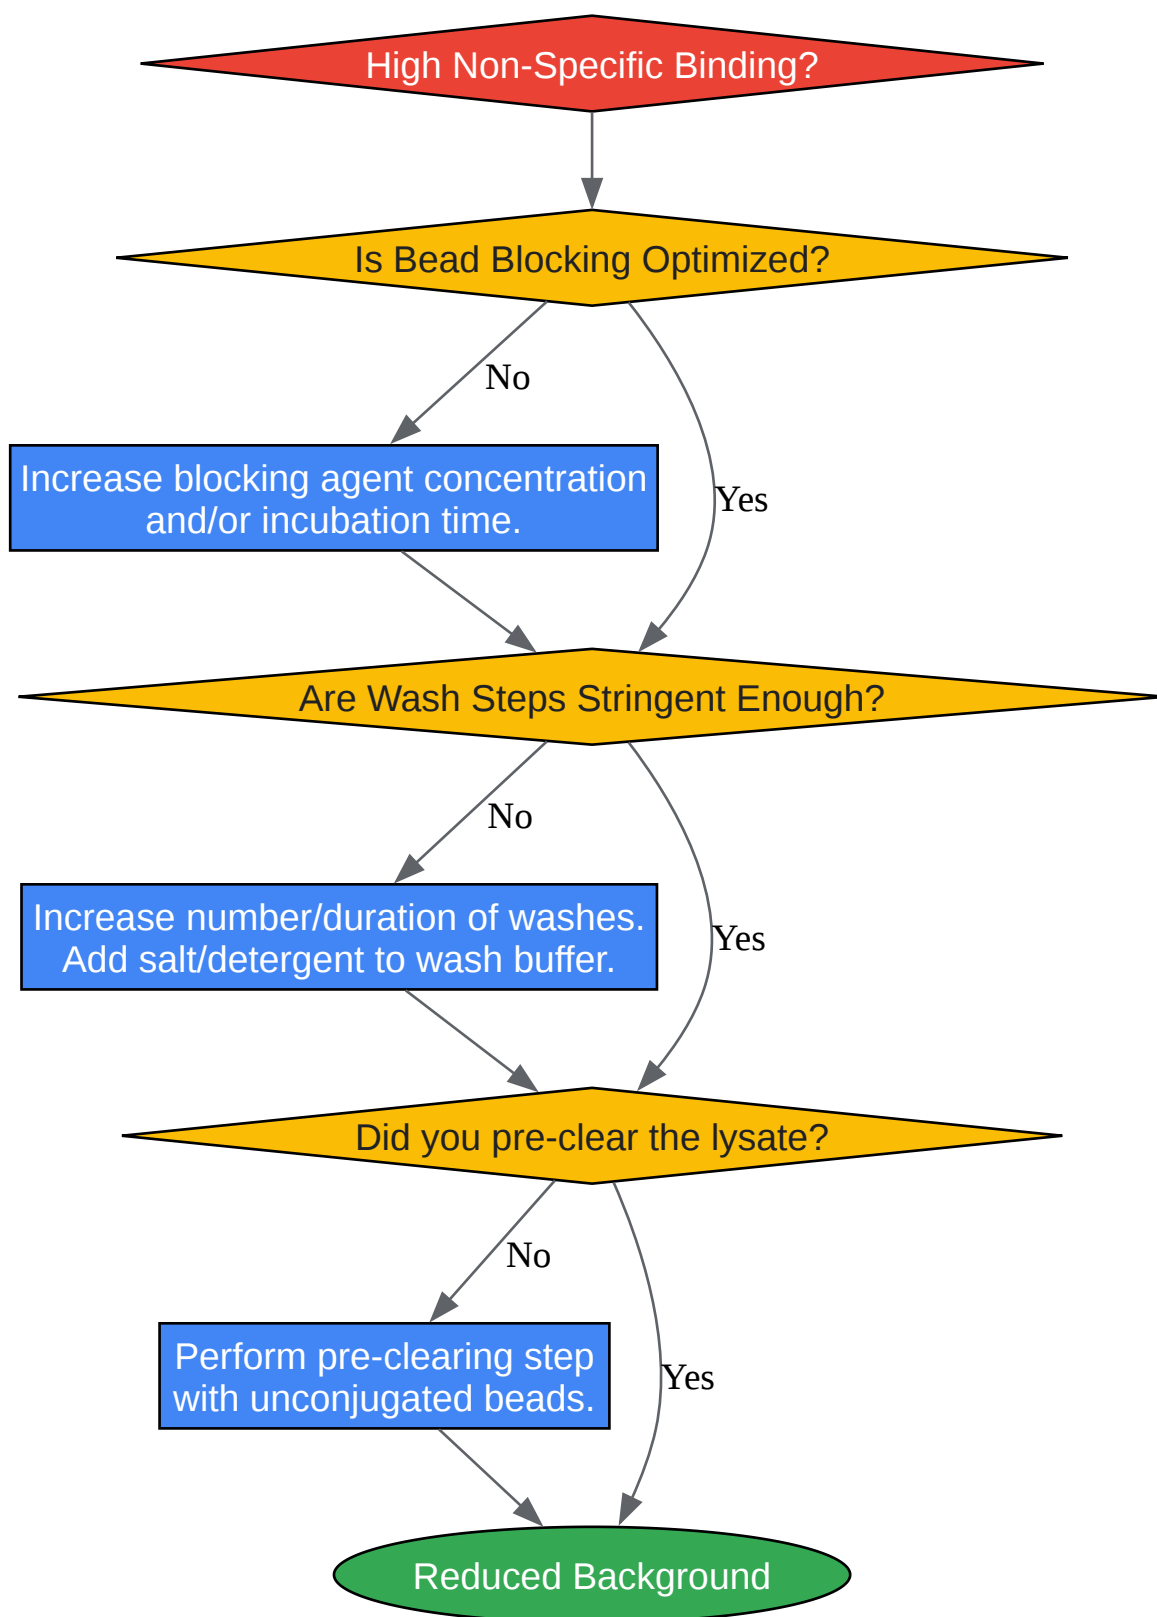 High Non-Specific Binding?
Is Bead Blocking Optimized?
No
Increase blocking agent concentration
and/or incubation time.
Yes
Are Wash Steps Stringent Enough?
No
Increase number/duration of washes.
Add salt/detergent to wash buffer.
Yes
Did you pre-clear the lysate?
No
Perform pre-clearing step
with unconjugated beads.
Yes
Reduced Background